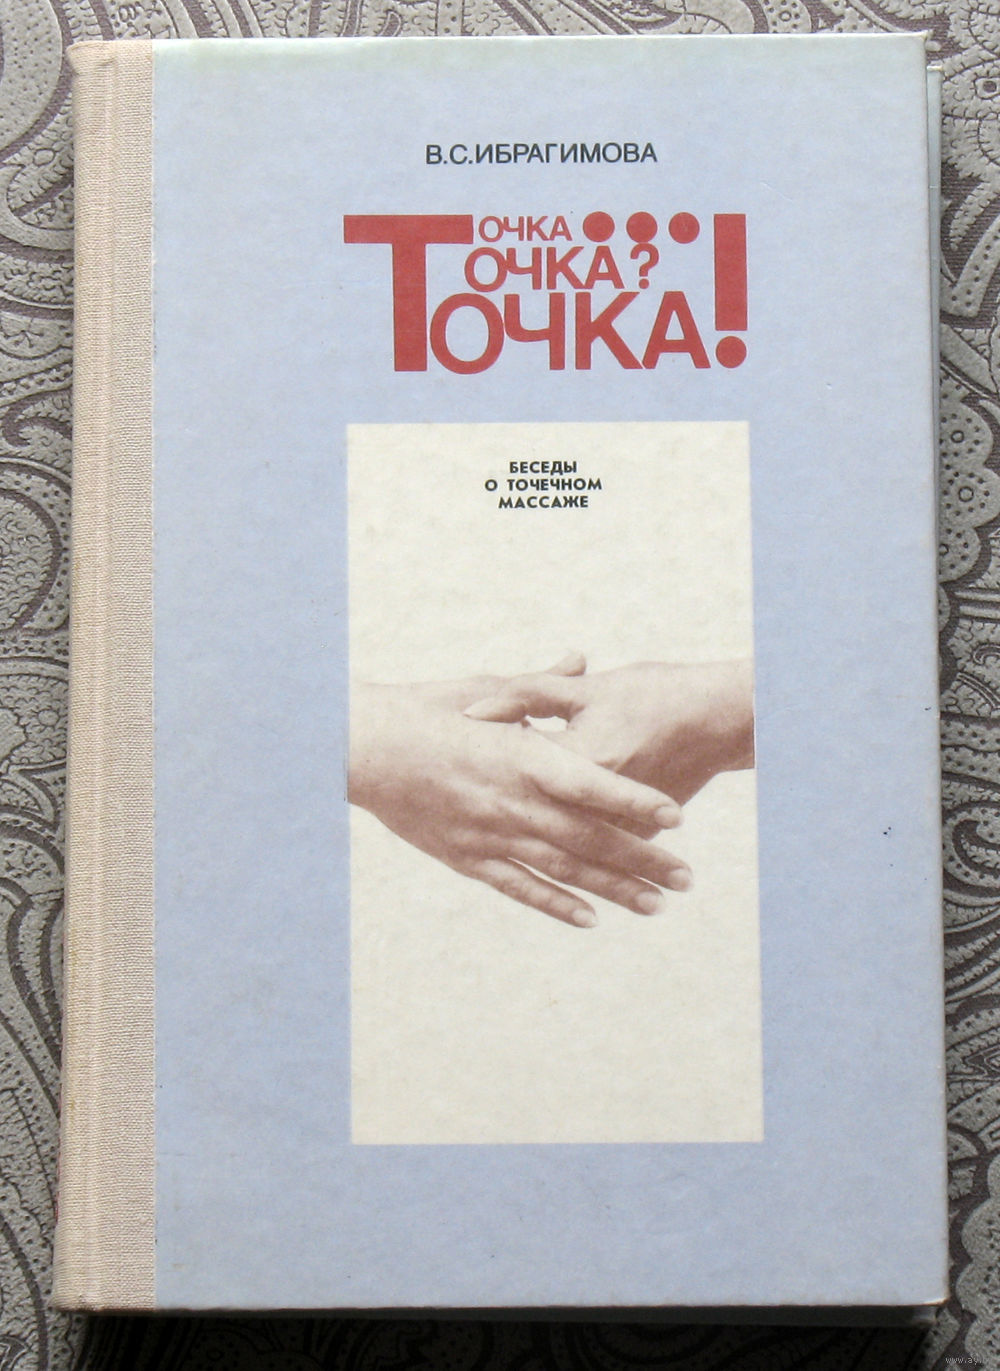 В.С.ИБРАГИМОВА
ТОЧКА...
ТОЧКА?
ТОЧКА!
БЕСЕДЫ
О ТОЧЕЧНОМ
МАССАЖЕ